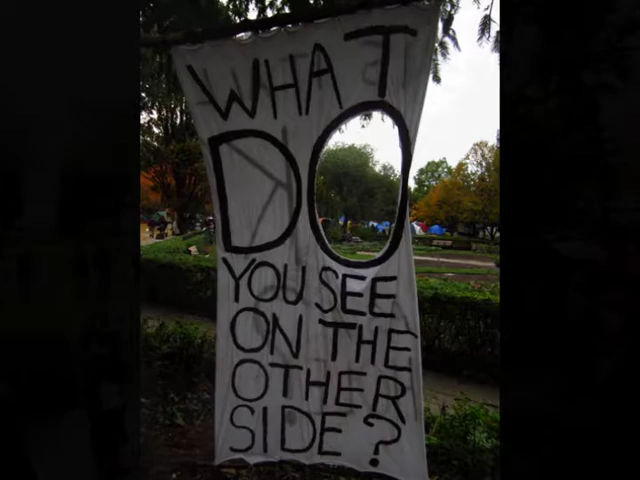 WHAT
DO
YOU SEE
ON THE
OTHER
SIDE?